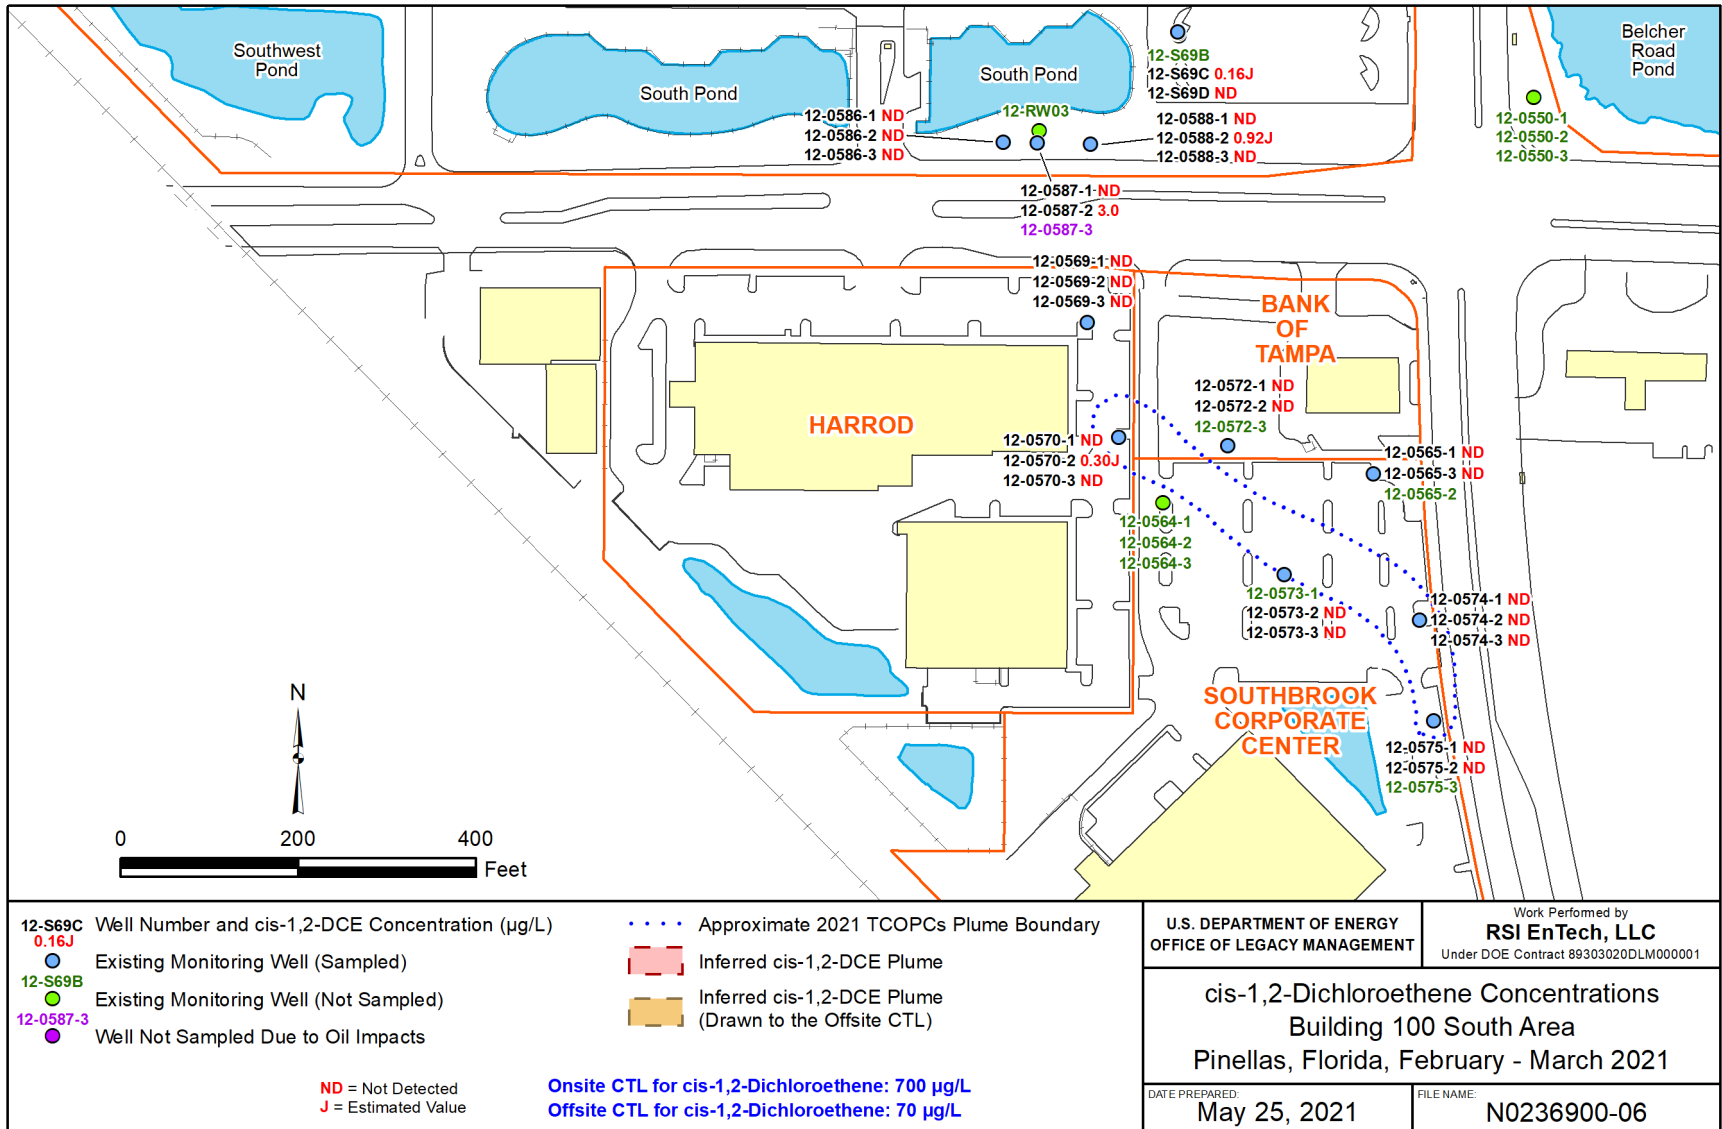 Southwest
Pond
South Pond
South Pond
Belcher
Road
Pond
12-S69B
12-S69C 0.16J
12-S69D ND
12-0586-1 ND
12-0586-2 ND
12-0586-3 ND
12-RW03
12-0588-1 ND
12-0588-2 0.92J
12-0588-3 ND
12-0550-1
12-0550-2
12-0550-3
12-0587-1 ND
12-0587-2 3.0
12-0587-3
12-0569-1 ND
12-0569-2 ND
12-0569-3 ND
BANK
OF
TAMPA
12-0572-1 ND
12-0572-2 ND
12-0572-3
HARROD
12-0570-1 ND
12-0570-2 0.30J
12-0570-3 ND
12-0565-1 ND
12-0565-3 ND
12-0565-2
12-0564-1
12-0564-2
12-0564-3
12-0573-1
12-0573-2 ND
12-0573-3 ND
12-0574-1 ND
12-0574-2 ND
12-0574-3 ND
SOUTHBROOK
CORPORATE
CENTER
12-0575-1 ND
12-0575-2 ND
12-0575-3
N
0 200 400
Feet
12-S69C Well Number and cis-1,2-DCE Concentration (µg/L)
0.16J
Existing Monitoring Well (Sampled)
12-S69B
Existing Monitoring Well (Not Sampled)
12-0587-3
Well Not Sampled Due to Oil Impacts
Approximate 2021 TCOPCs Plume Boundary
Inferred cis-1,2-DCE Plume
Inferred cis-1,2-DCE Plume
(Drawn to the Offsite CTL)
ND = Not Detected
J = Estimated Value
Onsite CTL for cis-1,2-Dichloroethene: 700 µg/L
Offsite CTL for cis-1,2-Dichloroethene: 70 µg/L
U.S. DEPARTMENT OF ENERGY
OFFICE OF LEGACY MANAGEMENT
Work Performed by
RSI EnTech, LLC
Under DOE Contract 89303020DLM000001
cis-1,2-Dichloroethene Concentrations
Building 100 South Area
Pinellas, Florida, February - March 2021
DATE PREPARED:
May 25, 2021
FILE NAME:
N0236900-06